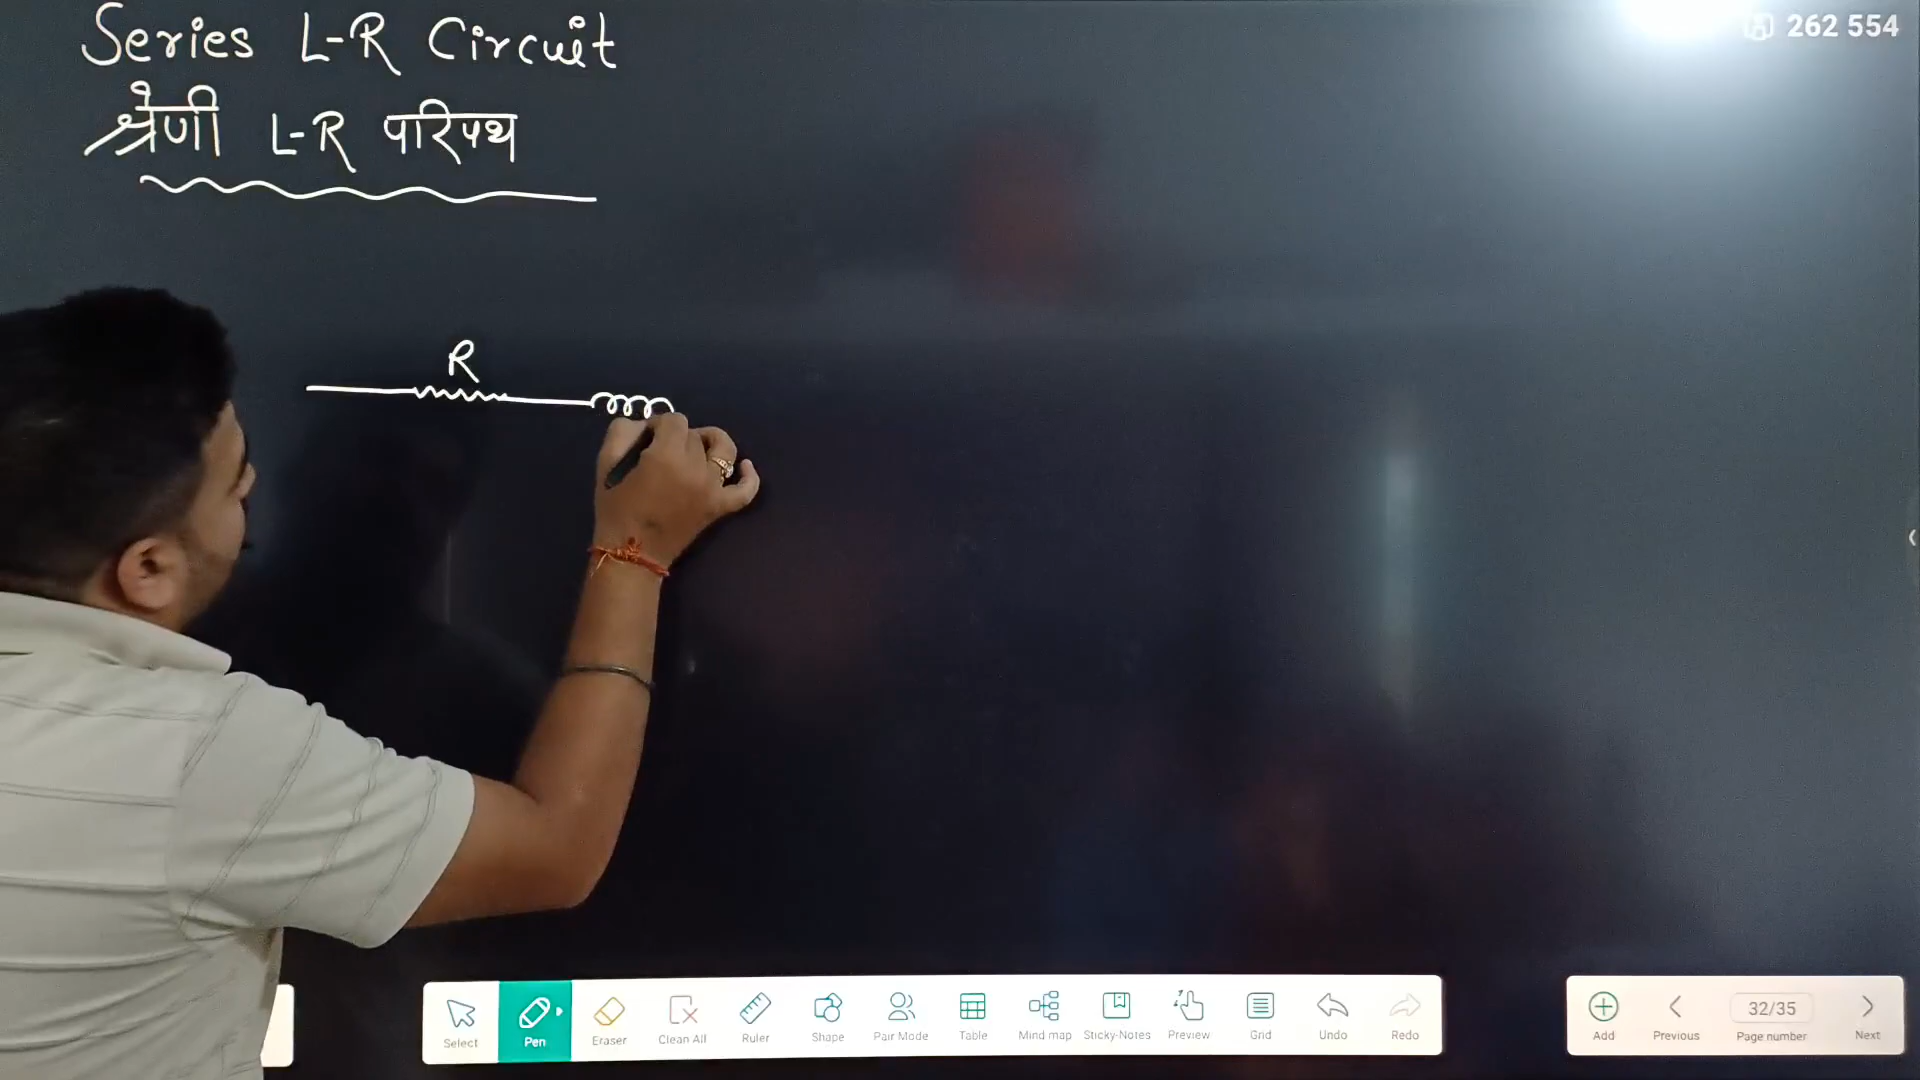 Series L-R Circuit
262 554
श्रेणी L-R परिपथ
R
Select
Pen
Eraser
Clean All
Ruler
Shape
Pair Mode
Table
Mind map
Sticky-Notes
Preview
Grid
Undo
Redo
Add
Previous
32/35
Page number
Next